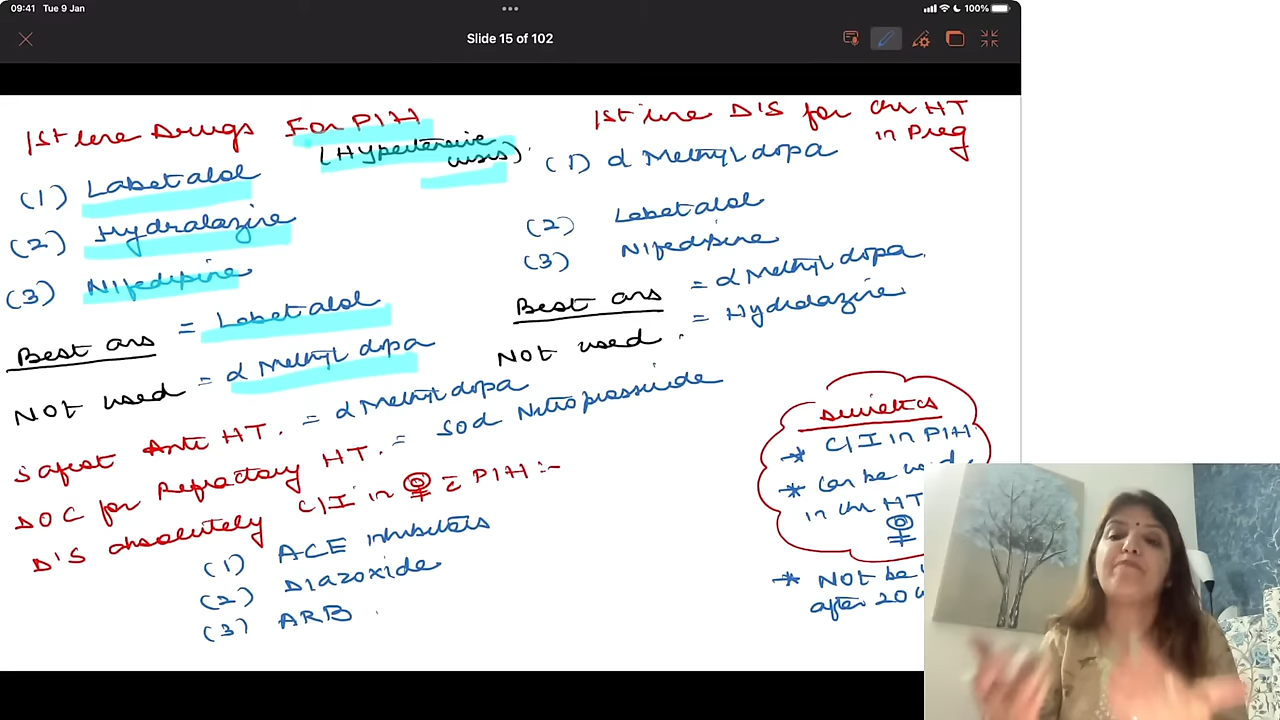 09:41 Tue 9 Jan
100%
Slide 15 of 102
1st line Drugs For PIH
(Hypertensive crisis).
(1) Labetalol
(2) Hydralazine
(3) Nifedipine
Best ans = Labetalol
NOT used = α Methyl dopa
Safest Anti HT. = α Methyl dopa
DOC for Refractory HT. = Sod Nitroprusside
D'S absolutely C/I in ♀ c̄ PIH :-
(1) ACE inhibitors
(2) Diazoxide
(3) ARB
1st line D'S for chr HT
in Preg
(1) α Methyl dopa
(2) Labetalol
(3) Nifedipine
Best ans = α Methyl dopa
NOT used = Hydralazine
Diuretics
* C/I in PIH
* Can be used
in chr HT
♀
* NOT be
after 20